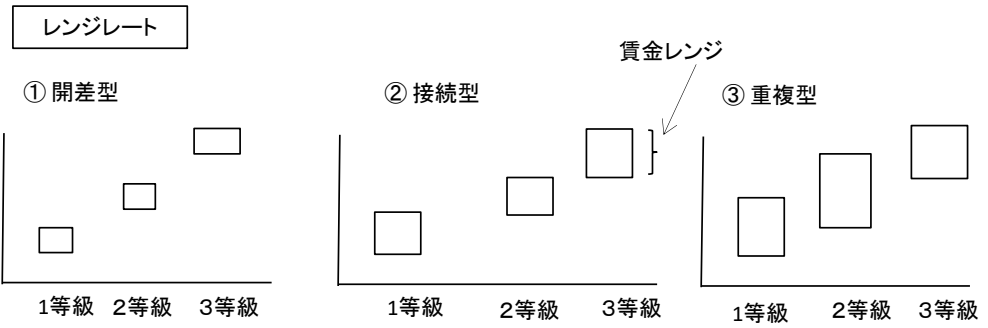 レンジレート
賃金レンジ
① 開差型
② 接続型
③ 重複型
1等級 2等級 3等級
1等級 2等級 3等級
1等級 2等級 3等級